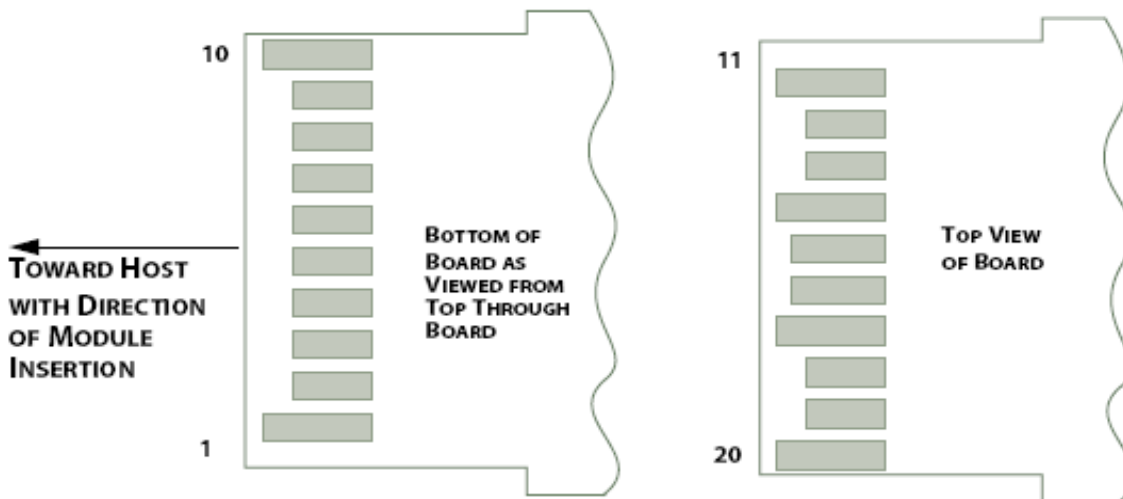 10
BOTTOM OF
BOARD AS
VIEWED FROM
TOP THROUGH
BOARD
TOWARD HOST
WITH DIRECTION
OF MODULE
INSERTION
1
11
TOP VIEW
OF BOARD
20